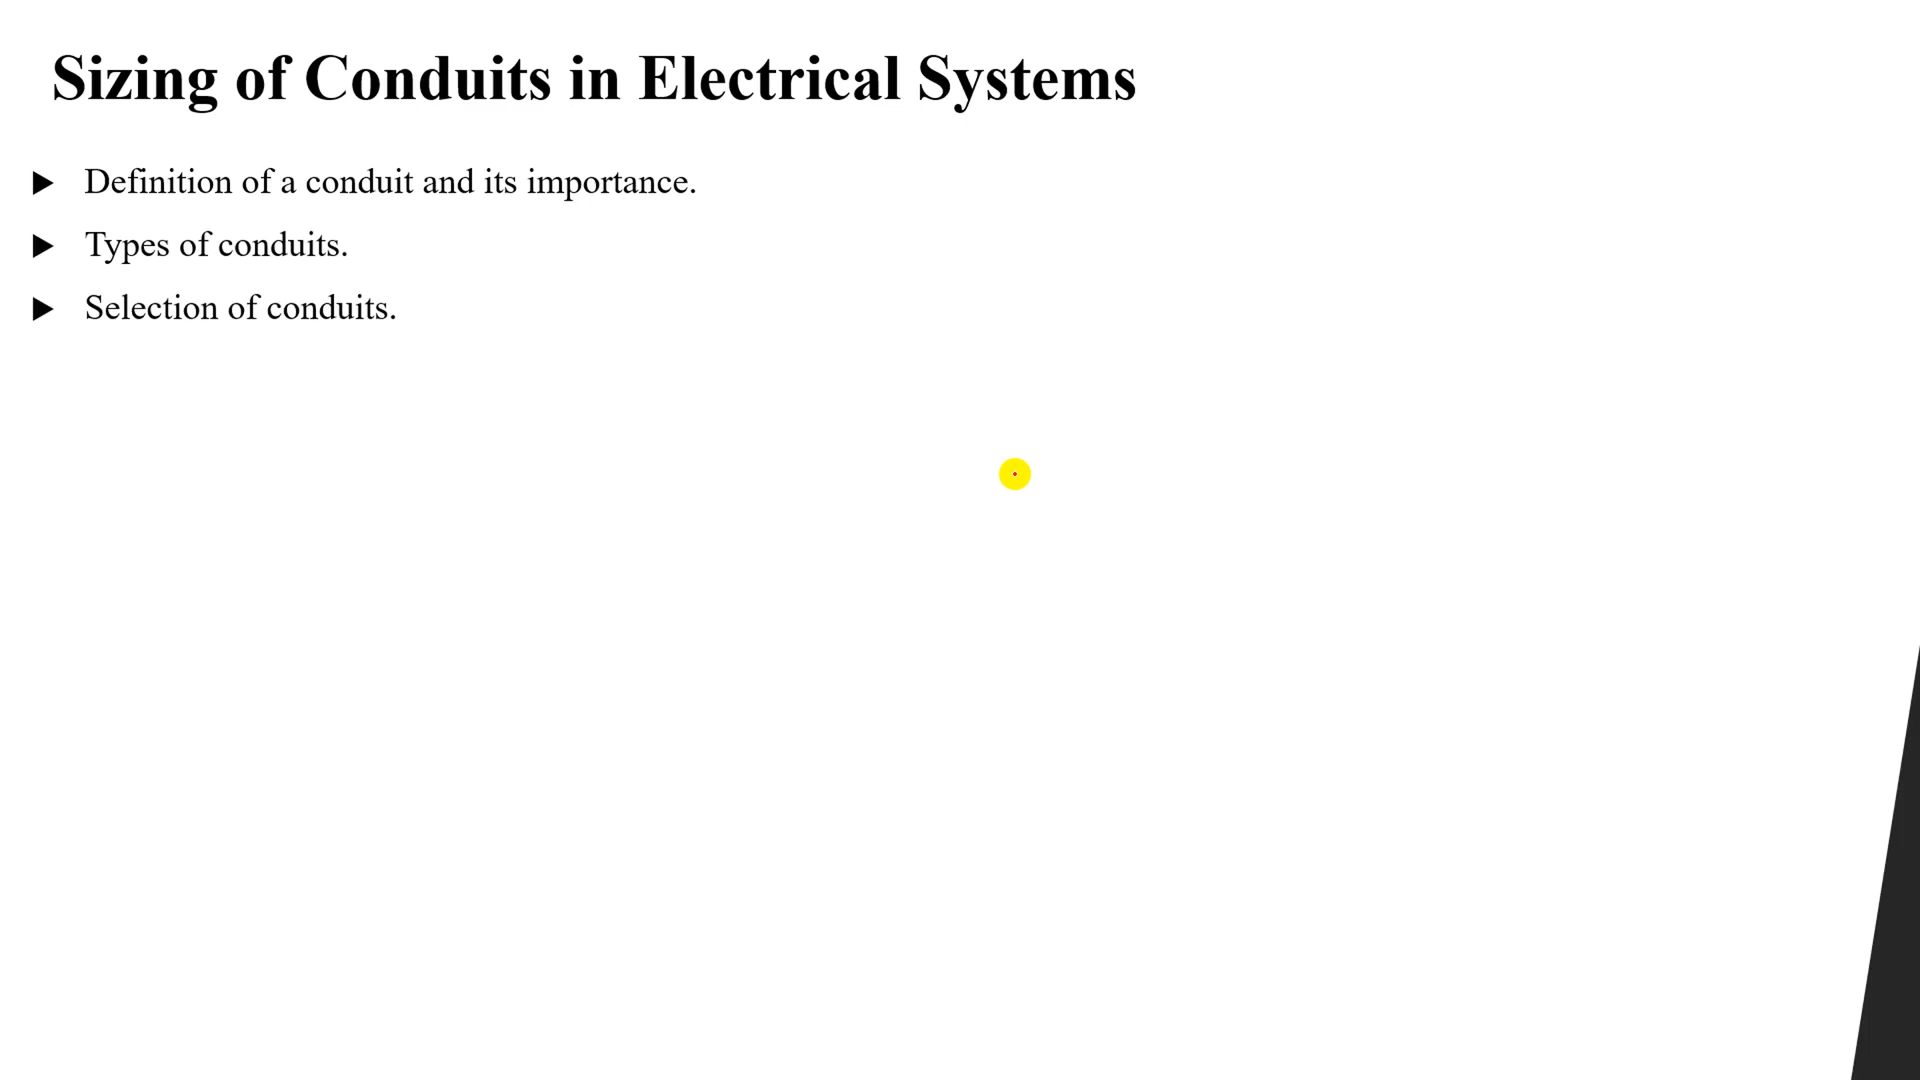 Sizing of Conduits in Electrical Systems
Definition of a conduit and its importance.
Types of conduits.
Selection of conduits.